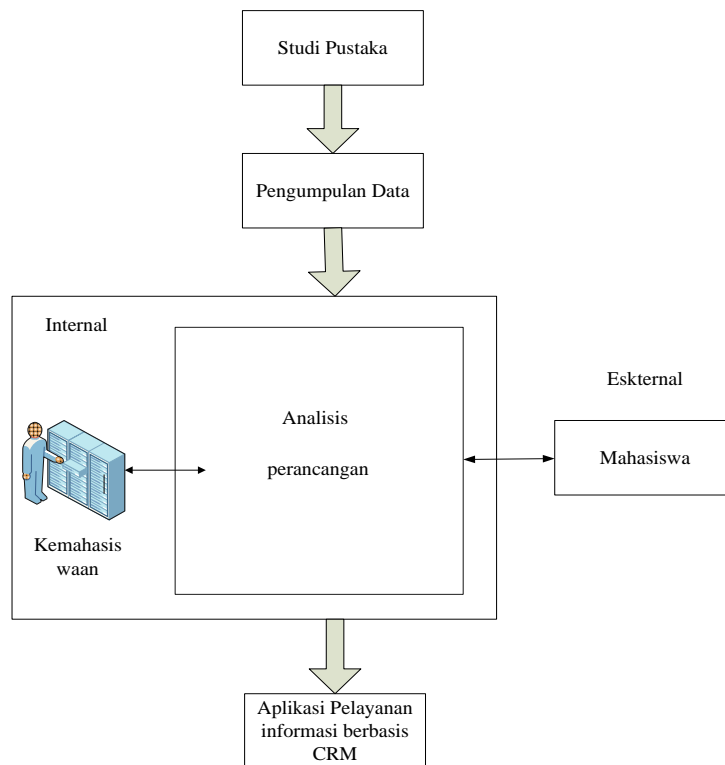 Studi Pustaka
Pengumpulan Data
Internal
Analisis
perancangan
Kemahasis
waan
Eskternal
Mahasiswa
Aplikasi Pelayanan
informasi berbasis
CRM